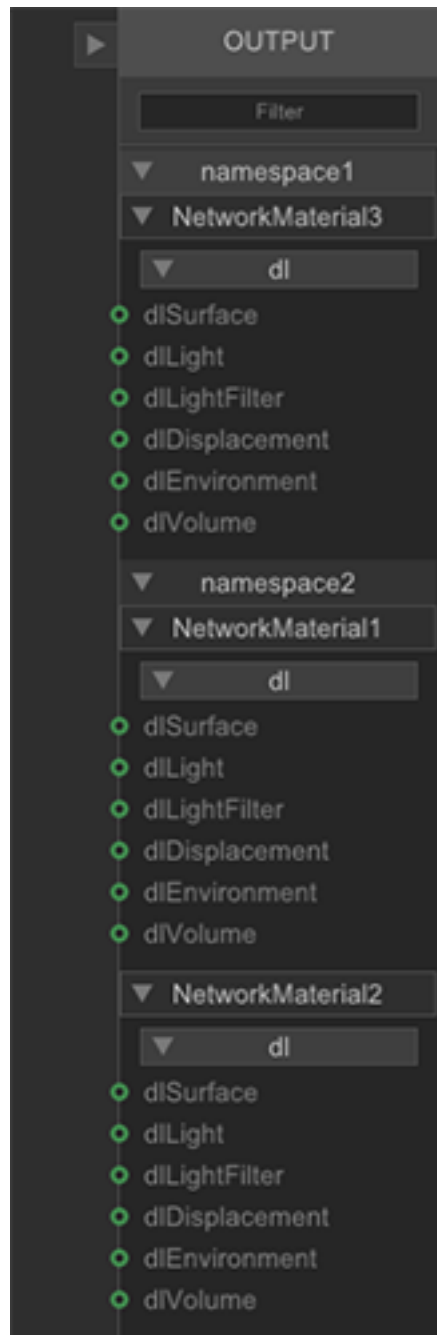 OUTPUT
Filter
namespace1
NetworkMaterial3
dl
dlSurface
dlLight
dlLightFilter
dlDisplacement
dlEnvironment
dlVolume
namespace2
NetworkMaterial1
dl
dlSurface
dlLight
dlLightFilter
dlDisplacement
dlEnvironment
dlVolume
NetworkMaterial2
dl
dlSurface
dlLight
dlLightFilter
dlDisplacement
dlEnvironment
dlVolume